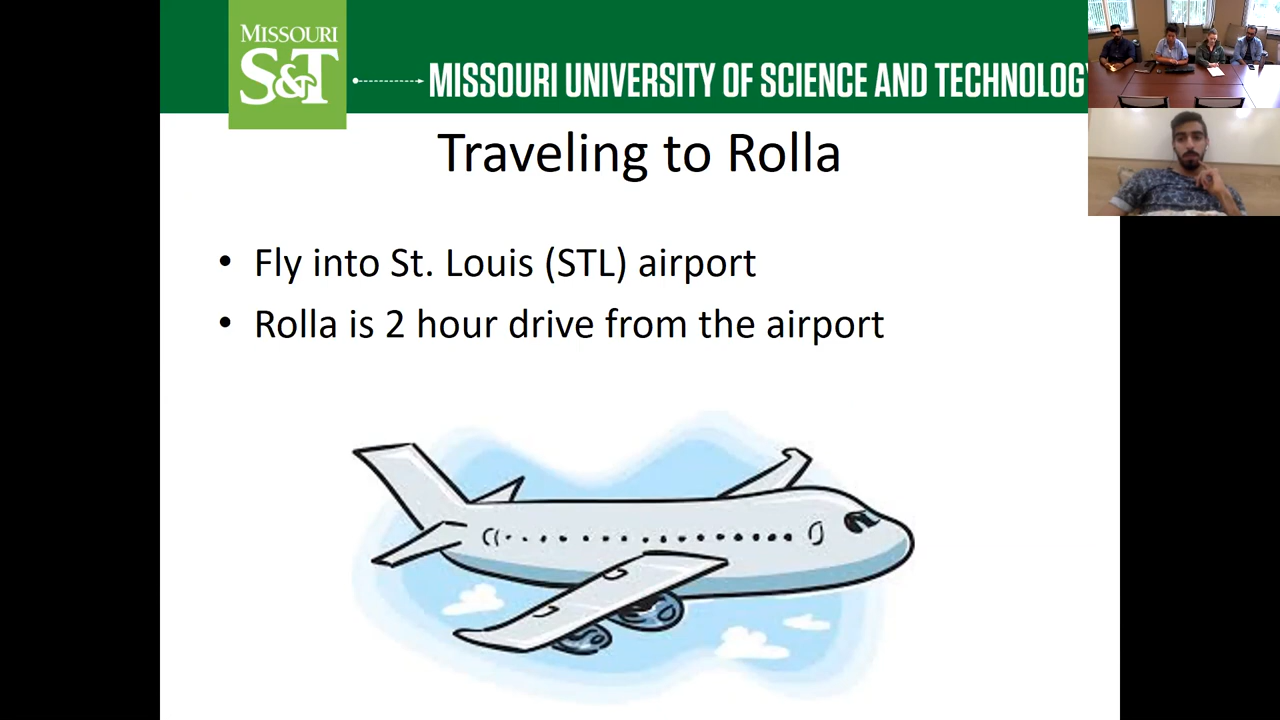 MISSOURI
S&T
MISSOURI UNIVERSITY OF SCIENCE AND TECHNOLOGY
Traveling to Rolla
• Fly into St. Louis (STL) airport
• Rolla is 2 hour drive from the airport